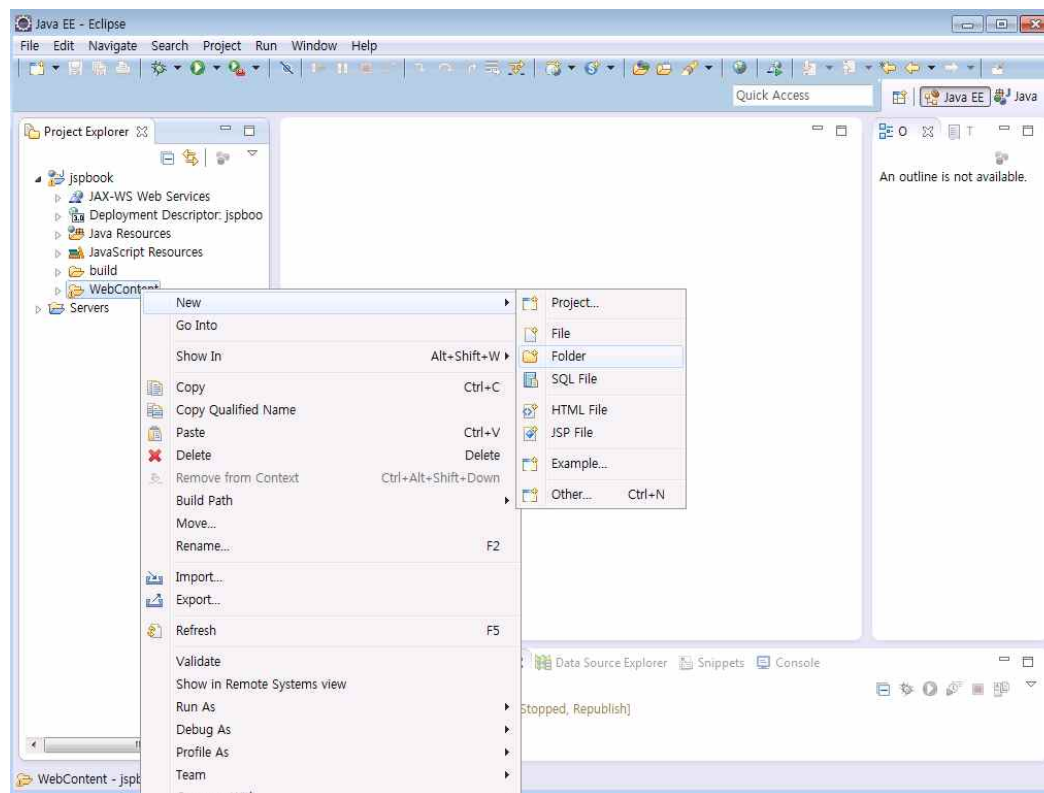 Java EE - Eclipse
File Edit Navigate Search Project Run Window Help
Quick Access
Java EE
Java
Project Explorer
O
T
jspbook
JAX-WS Web Services
Deployment Descriptor: jspboo
Java Resources
JavaScript Resources
build
WebContent
Servers
An outline is not available.
New
Go Into
Show In Alt+Shift+W
Copy Ctrl+C
Copy Qualified Name
Paste Ctrl+V
Delete Delete
Remove from Context Ctrl+Alt+Shift+Down
Build Path
Move...
Rename... F2
Import...
Export...
Refresh F5
Validate
Show in Remote Systems view
Run As
Debug As
Profile As
Team
Project...
File
Folder
SQL File
HTML File
JSP File
Example...
Other... Ctrl+N
Data Source Explorer Snippets Console
Stopped, Republish]
WebContent - jspb